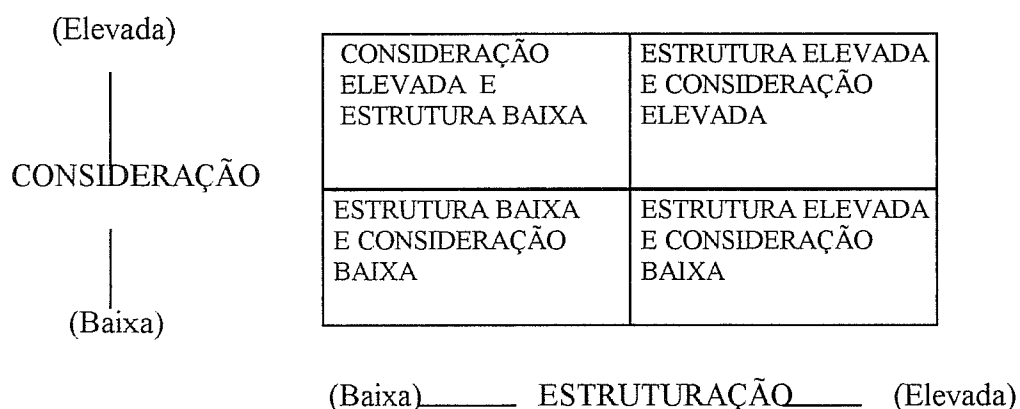 (Elevada)
CONSIDERAÇÃO
(Baixa)
CONSIDERAÇÃO
ELEVADA E
ESTRUTURA BAIXA
ESTRUTURA ELEVADA
E CONSIDERAÇÃO
ELEVADA
ESTRUTURA BAIXA
E CONSIDERAÇÃO
BAIXA
ESTRUTURA ELEVADA
E CONSIDERAÇÃO
BAIXA
(Baixa) ESTRUTURAÇÃO (Elevada)